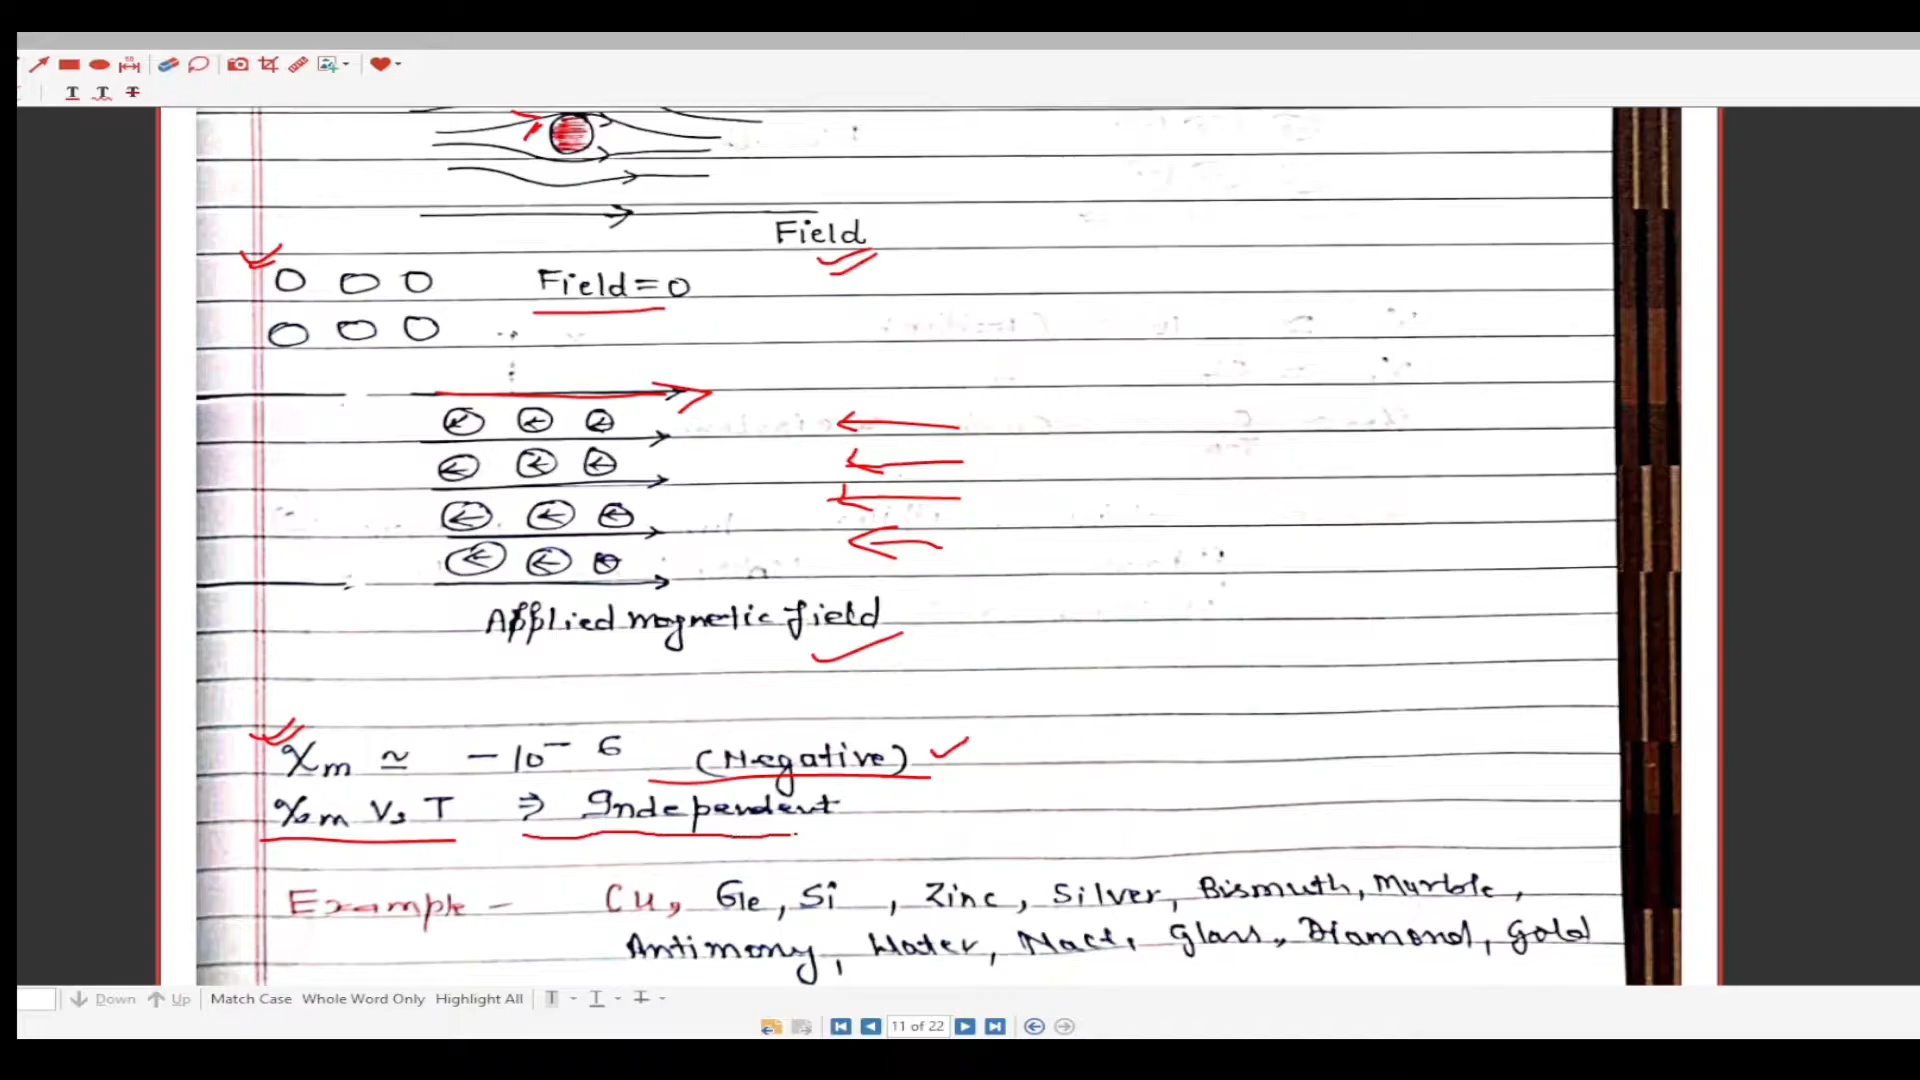 Field
Field = 0
Applied magnetic field
χm ≃ -10⁻⁶ (Negative)
χm Vs T ⇒ Independent
Example - Cu, Ge, Si, Zinc, Silver, Bismuth, Marble,
Antimony, Water, Nacl, Glass, Diamond, Gold
Down Up Match Case Whole Word Only Highlight All
11 of 22